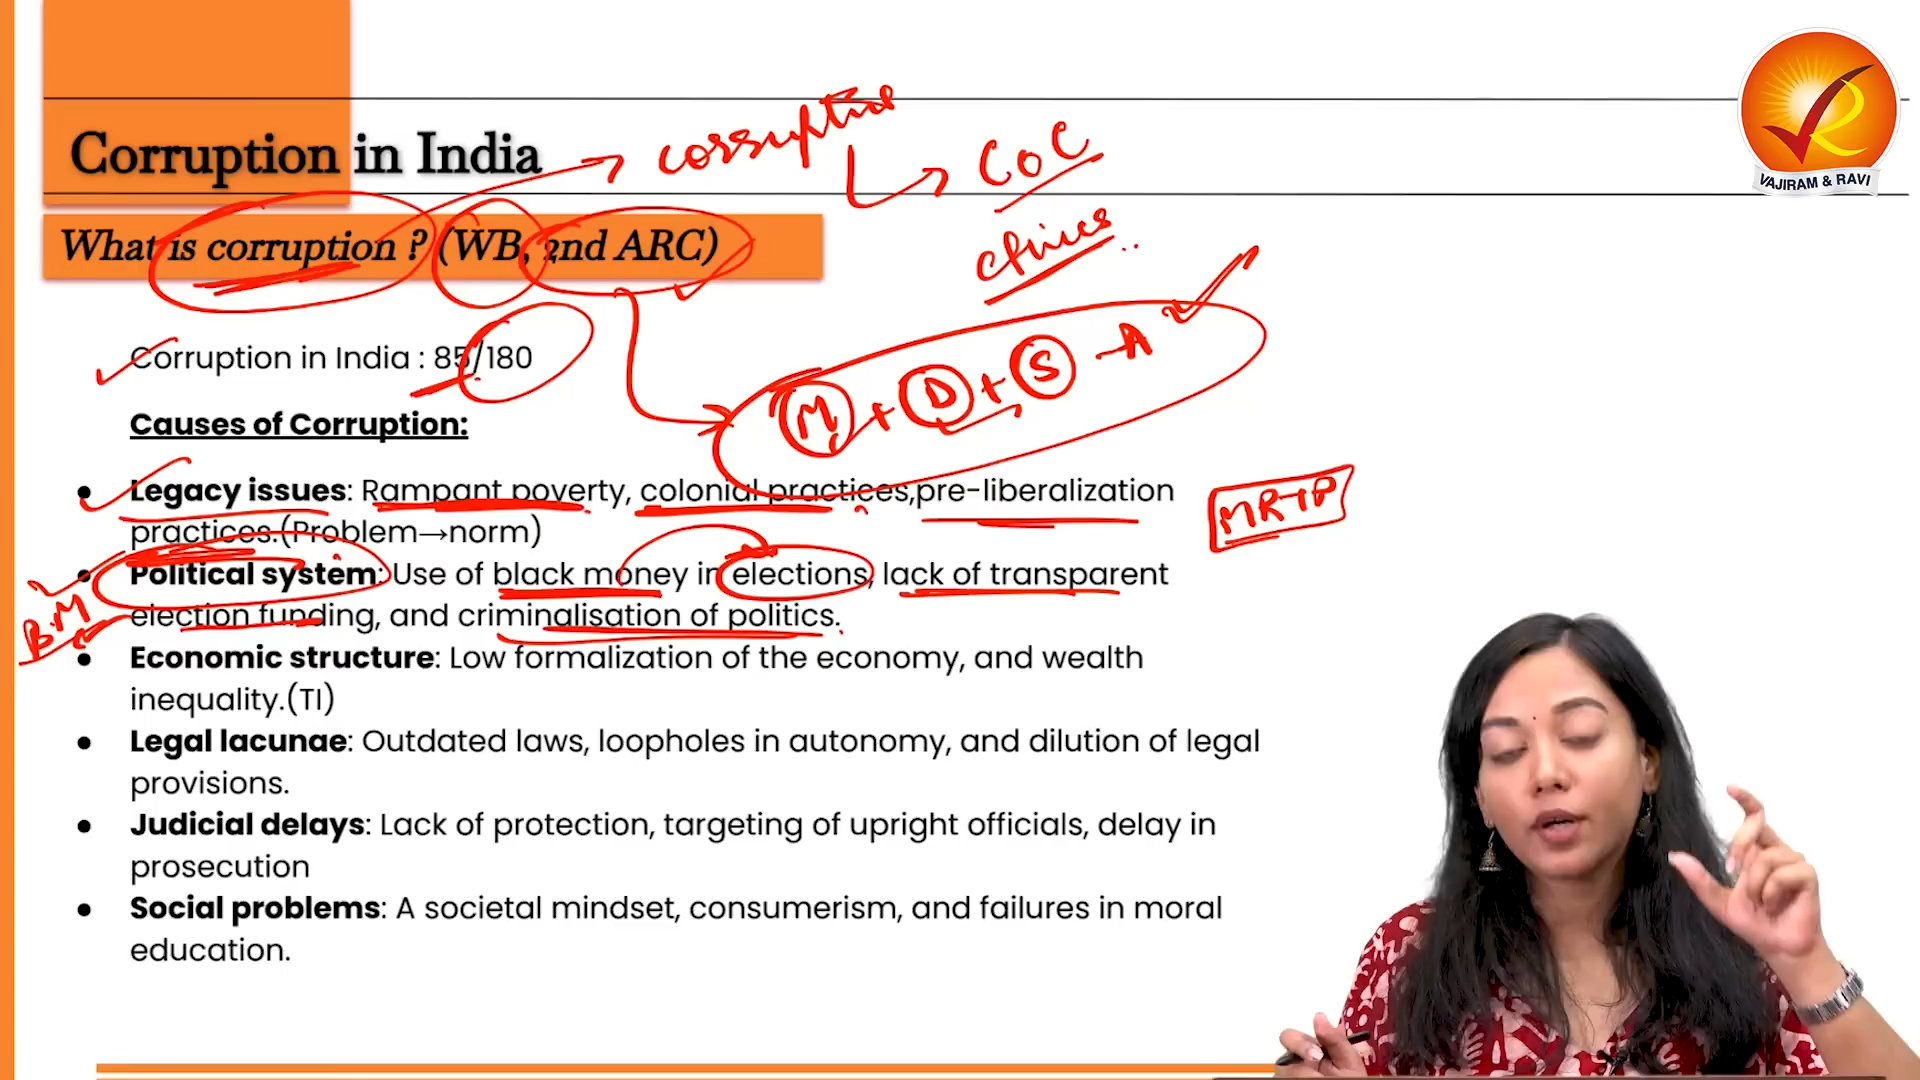 Corruption in India
corruption
CoC
VAJIRAM & RAVI
What is corruption ? (WB, 2nd ARC)
ethics
Corruption in India : 85/180
M + D + S - A
Causes of Corruption:
● Legacy issues: Rampant poverty, colonial practices,pre-liberalization
practices.(Problem→norm)
MRTP
● Political system: Use of black money in elections, lack of transparent
election funding, and criminalisation of politics.
B.M
● Economic structure: Low formalization of the economy, and wealth
inequality.(TI)
● Legal lacunae: Outdated laws, loopholes in autonomy, and dilution of legal
provisions.
● Judicial delays: Lack of protection, targeting of upright officials, delay in
prosecution
● Social problems: A societal mindset, consumerism, and failures in moral
education.